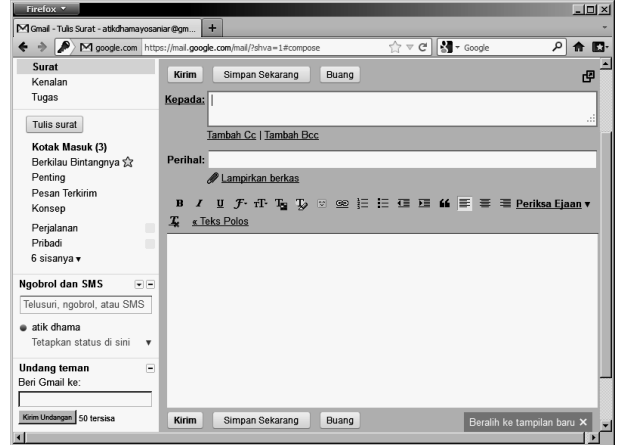 Firefox
Gmail - Tulis Surat - atikdhamayosaniar@gm...
google.com https://mail.google.com/mail/?shva=1#compose
Google
Surat
Kenalan
Tugas
Tulis surat
Kotak Masuk (3)
Berkilau Bintangnya
Penting
Pesan Terkirim
Konsep
Perjalanan
Pribadi
6 sisanya
Ngobrol dan SMS
Telusuri, ngobrol, atau SMS
atik dhama
Tetapkan status di sini
Undang teman
Beri Gmail ke:
Kirim Undangan 50 tersisa
Kirim Simpan Sekarang Buang
Kepada:
Tambah Cc | Tambah Bcc
Perihal:
Lampirkan berkas
B I U Periksa Ejaan
« Teks Polos
Kirim Simpan Sekarang Buang
Beralih ke tampilan baru X